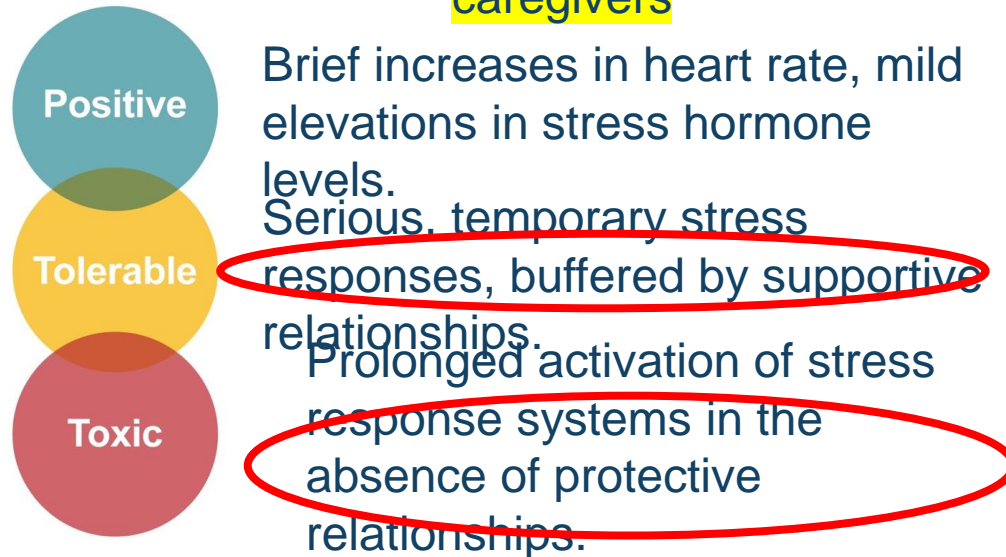 caregivers
Positive
Brief increases in heart rate, mild
elevations in stress hormone
levels.
Tolerable
Serious, temporary stress
responses, buffered by supportive
relationships.
Toxic
Prolonged activation of stress
response systems in the
absence of protective
relationships.